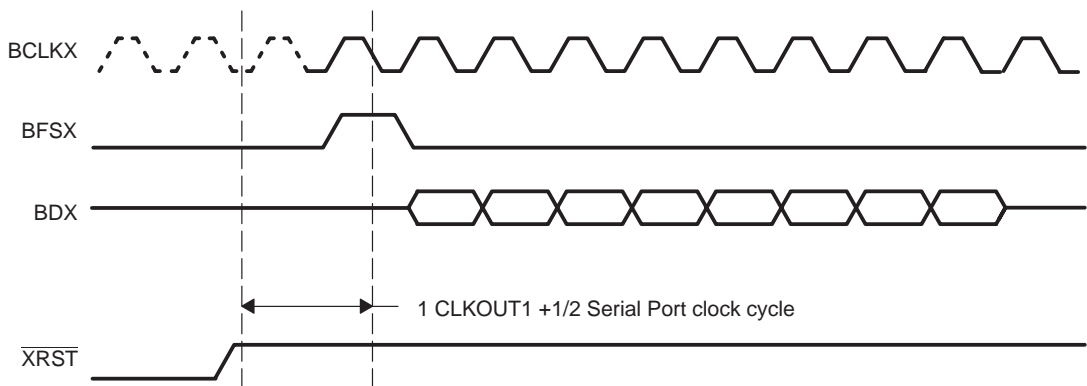 BCLKX
BFSX
BDX
1 CLKOUT1 +1/2 Serial Port clock cycle
XRST